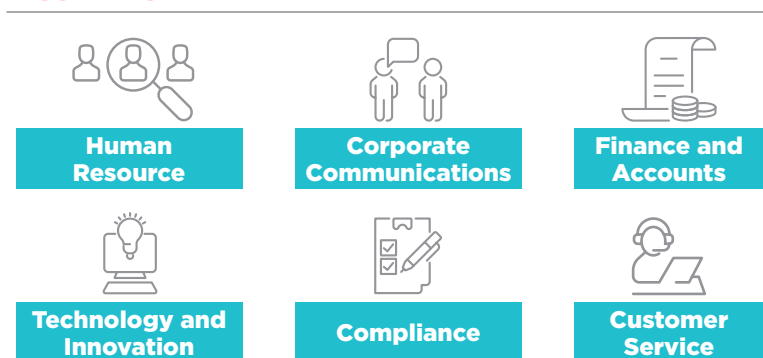 Human
Resource
Corporate
Communications
Finance and
Accounts
Technology and
Innovation
Compliance
Customer
Service